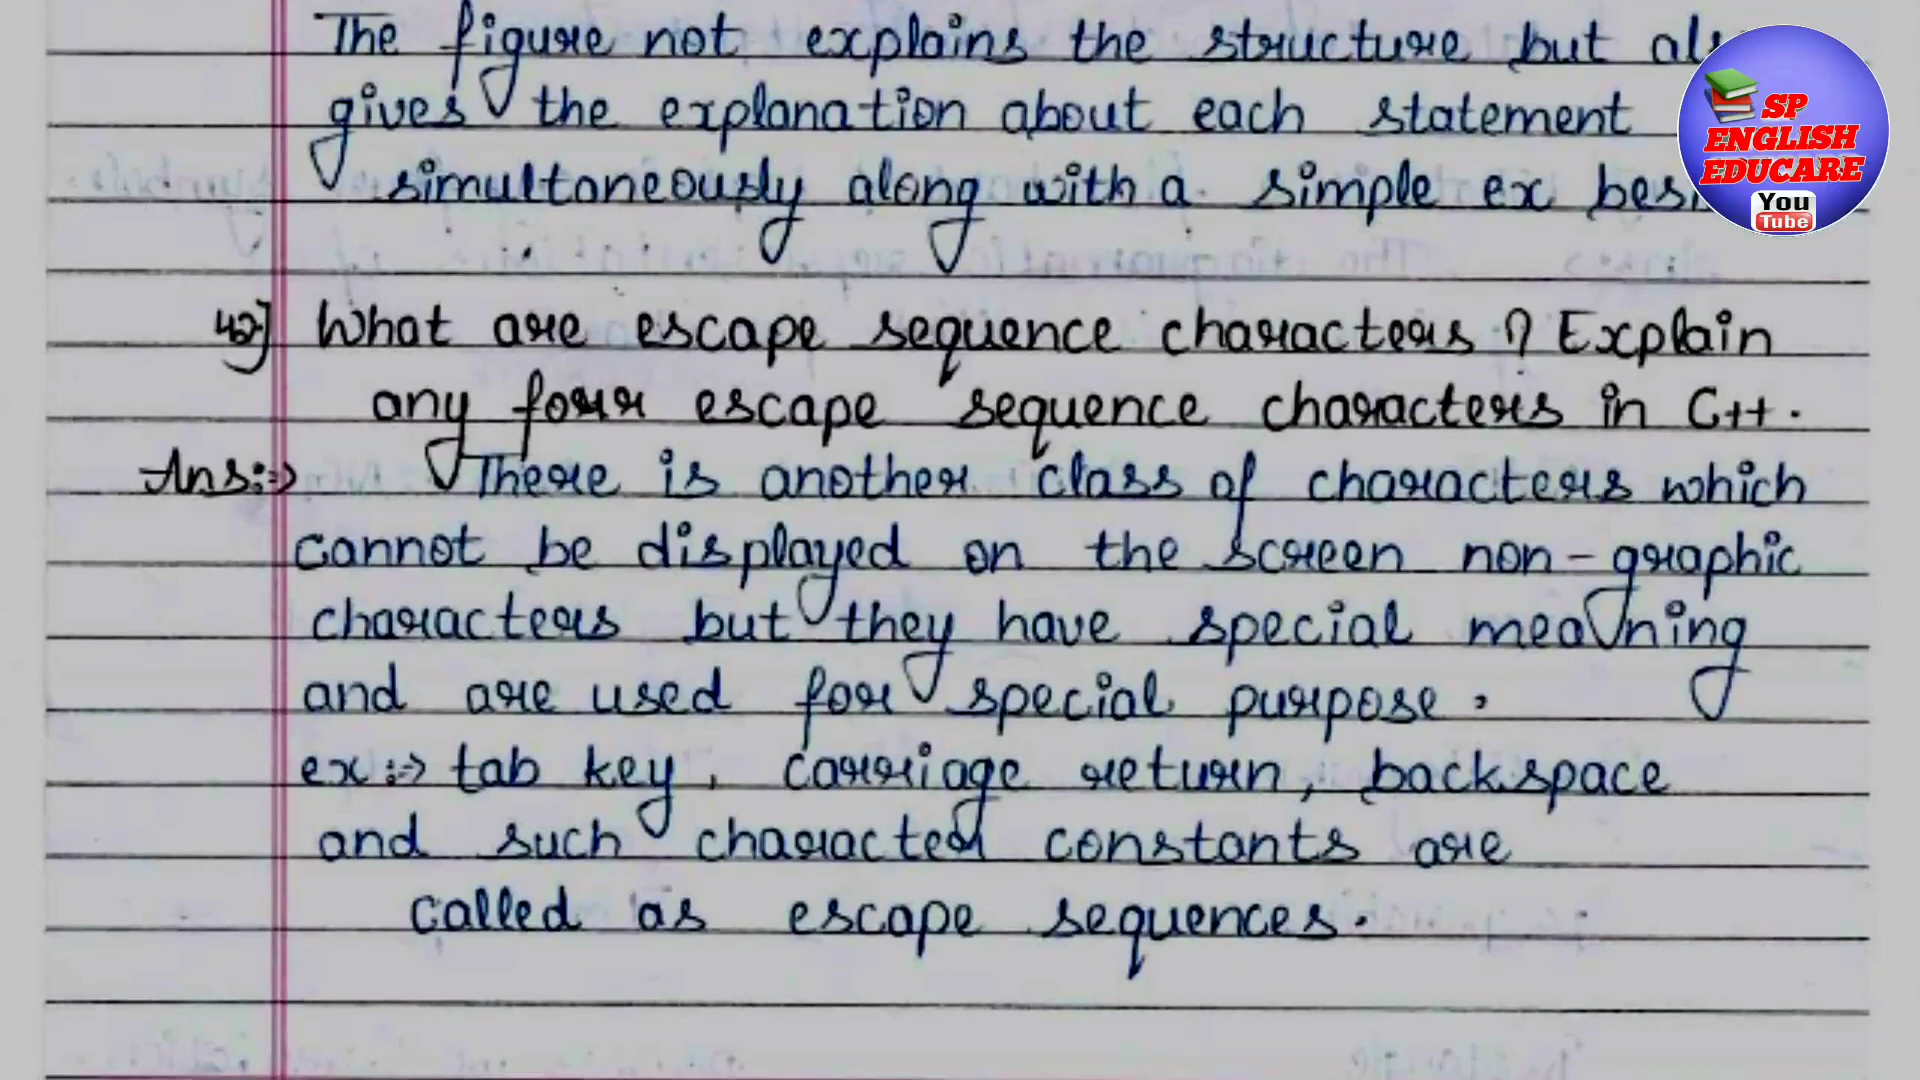 The figure not explains the structure but als
gives the explanation about each statement
simultaneously along with a simple ex besi
42] What are escape sequence characters ? Explain
any four escape sequence characters in C++.
Ans:-> There is another class of characters which
cannot be displayed on the screen non-graphic
characters but they have special meaning
and are used for special purpose.
ex:-> tab key, carriage return, backspace
and such character constants are
called as escape sequences.
SP
ENGLISH
EDUCARE
You
Tube